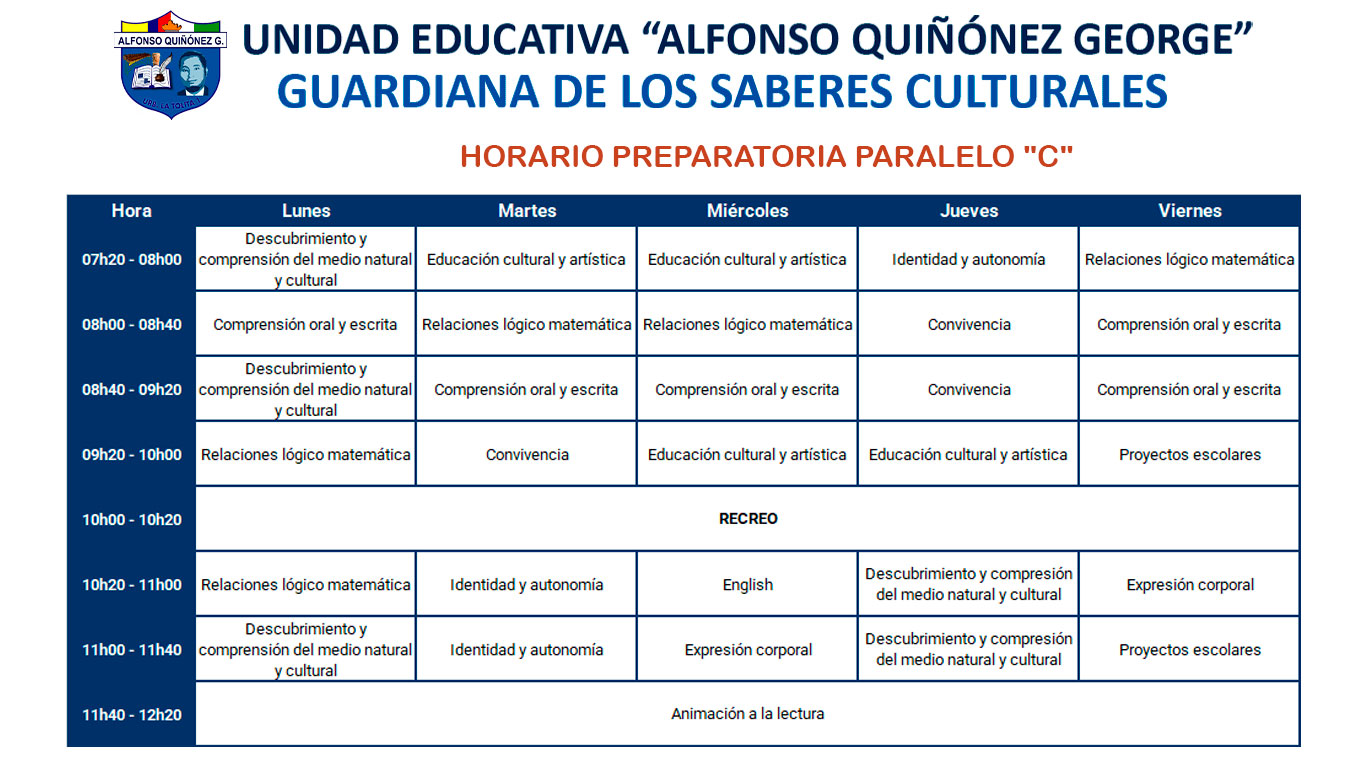 ALFONSO QUIÑÓNEZ G.
URB. LA TOLITA 1
UNIDAD EDUCATIVA “ALFONSO QUIÑÓNEZ GEORGE”
GUARDIANA DE LOS SABERES CULTURALES
HORARIO PREPARATORIA PARALELO "C"
Hora Lunes Martes Miércoles Jueves Viernes
07h20 - 08h00
Descubrimiento y
comprensión del medio natural
y cultural
Educación cultural y artística
Educación cultural y artística
Identidad y autonomía
Relaciones lógico matemática
08h00 - 08h40
Comprensión oral y escrita
Relaciones lógico matemática
Relaciones lógico matemática
Convivencia
Comprensión oral y escrita
08h40 - 09h20
Descubrimiento y
comprensión del medio natural
y cultural
Comprensión oral y escrita
Comprensión oral y escrita
Convivencia
Comprensión oral y escrita
09h20 - 10h00
Relaciones lógico matemática
Convivencia
Educación cultural y artística
Educación cultural y artística
Proyectos escolares
10h00 - 10h20
RECREO
10h20 - 11h00
Relaciones lógico matemática
Identidad y autonomía
English
Descubrimiento y compresión
del medio natural y cultural
Expresión corporal
11h00 - 11h40
Descubrimiento y
comprensión del medio natural
y cultural
Identidad y autonomía
Expresión corporal
Descubrimiento y compresión
del medio natural y cultural
Proyectos escolares
11h40 - 12h20
Animación a la lectura